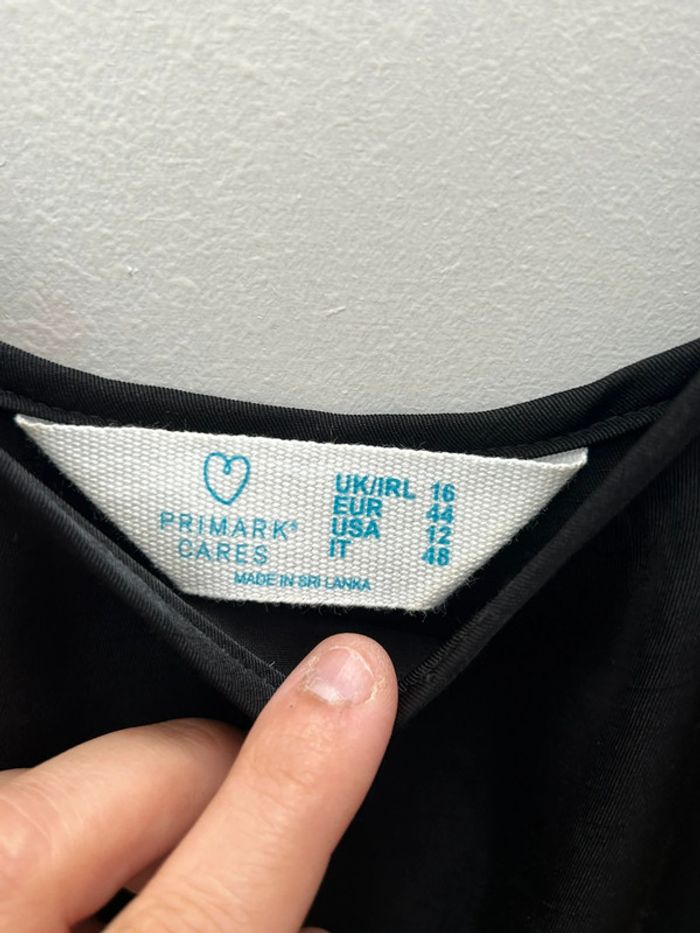 PRIMARK®
CARES
UK/IRL 16
EUR 44
USA 12
IT 48
MADE IN SRI LANKA